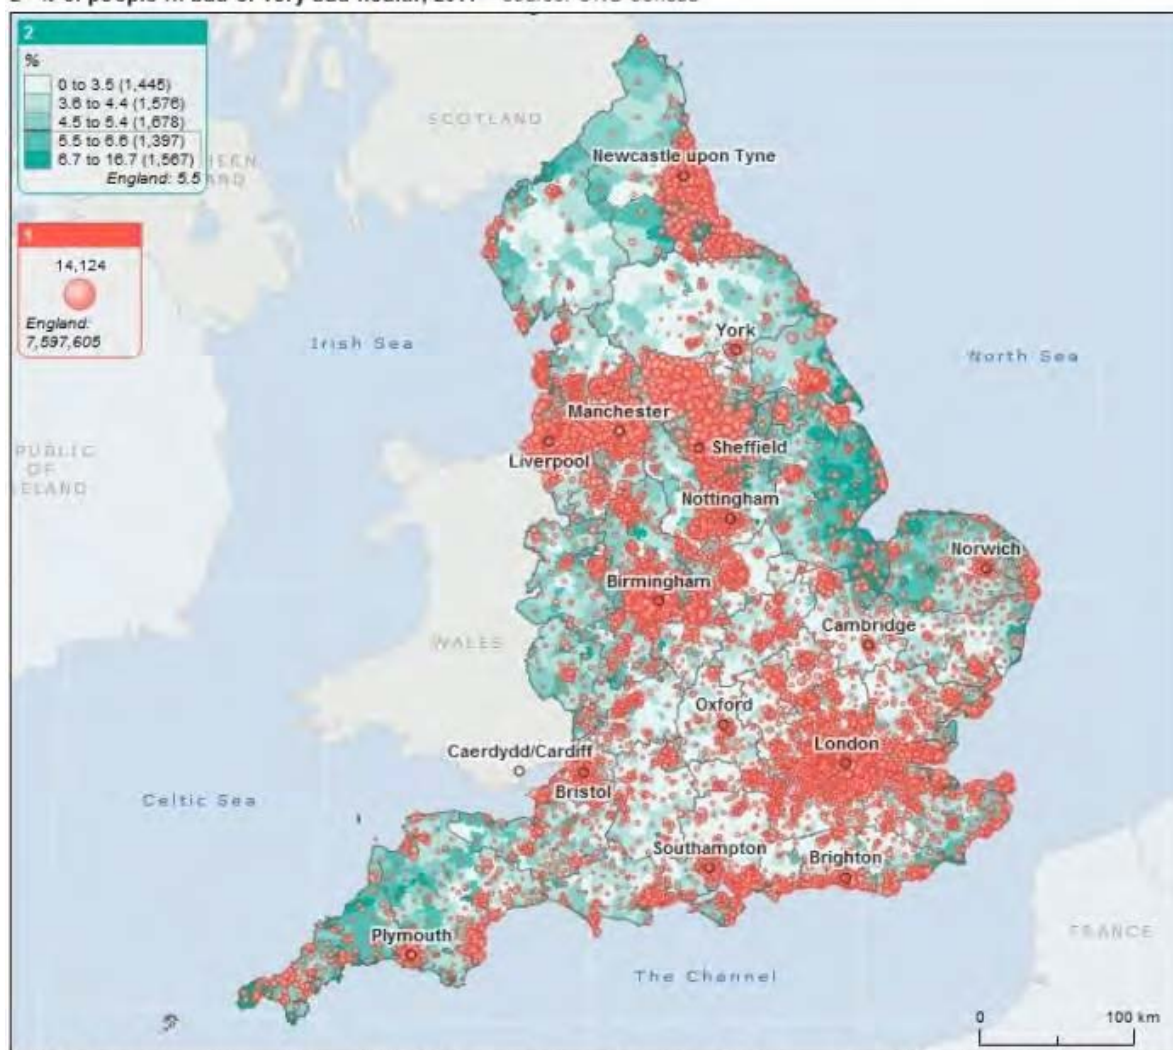 2
%
0 to 3.5 (1,445)
3.6 to 4.4 (1,576)
4.5 to 5.4 (1,678)
5.5 to 6.6 (1,397)
6.7 to 16.7 (1,567)
England: 5.5
1
14,124
England:
7,597,605
SCOTLAND
Newcastle upon Tyne
Irish Sea
York
North Sea
Manchester
Sheffield
Liverpool
PUBLIC
OF
Nottingham
Norwich
Birmingham
Cambridge
WALES
Oxford
London
Caerdydd/Cardiff
Bristol
Celtic Sea
Southampton
Brighton
Plymouth
FRANCE
The Channel
0 100 km